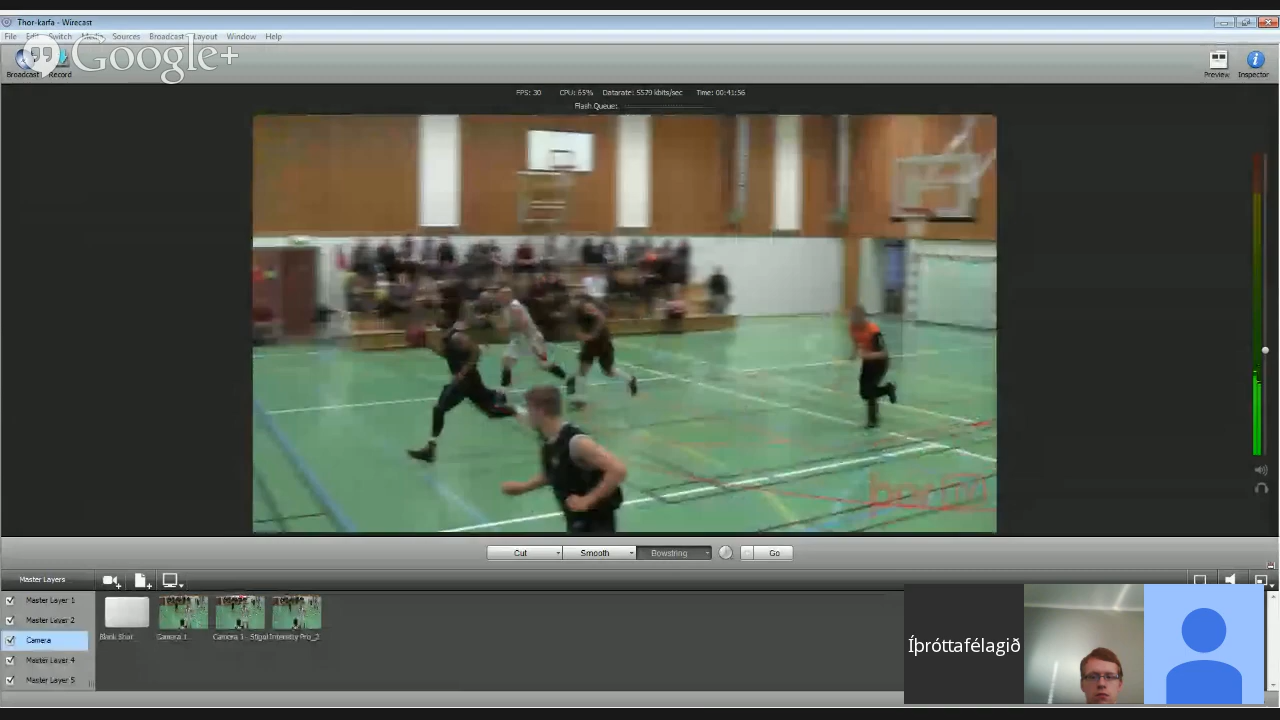 Thor-karfa - Wirecast
File Edit Switch Media Sources Broadcast Layout Window Help
Google+
Broadcast Record
Preview Inspector
FPS: 30 CPU: 65% Datarate: 5579 kbits/sec Time: 00:41:56
Flash Queue:
Cut Smooth Bowstring Go
Master Layers
Master Layer 1
Master Layer 2
Camera
Master Layer 4
Master Layer 5
Blank Shot Camera 1 Camera 1
Íþróttafélagið